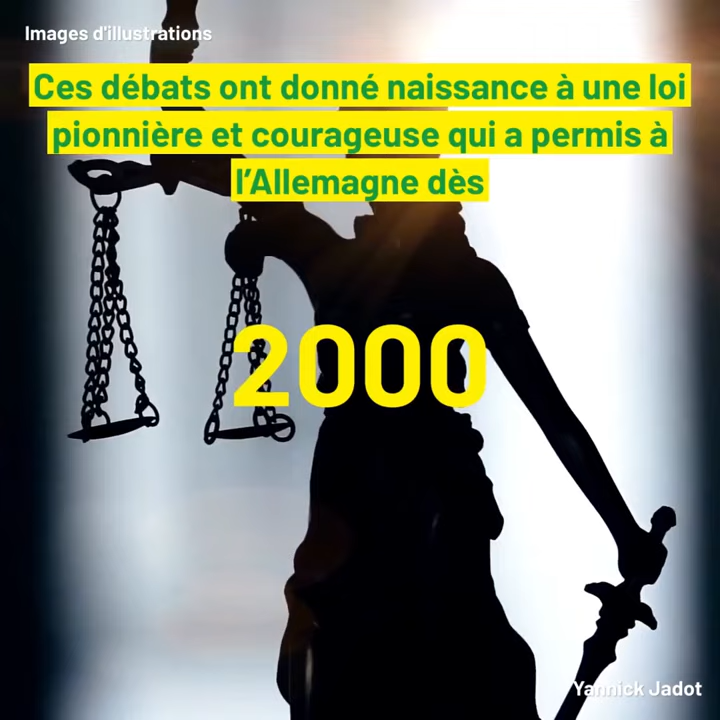 Images d'illustrations
Ces débats ont donné naissance à une loi
pionnière et courageuse qui a permis à
l’Allemagne dès
2000
Yannick Jadot